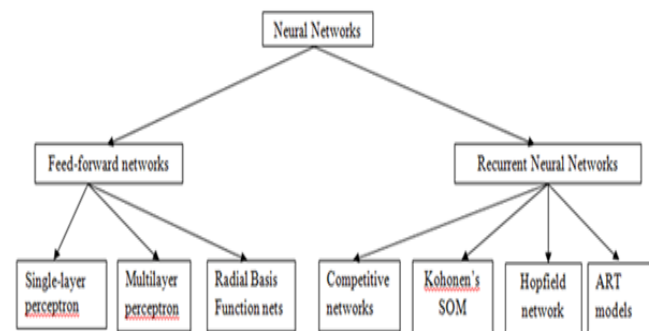 Neural Networks
Feed-forward networks
Recurrent Neural Networks
Single-layer
perceptron
Multilayer
perceptron
Radial Basis
Function nets
Competitive
networks
Kohonen's
SOM
Hopfield
network
ART
models